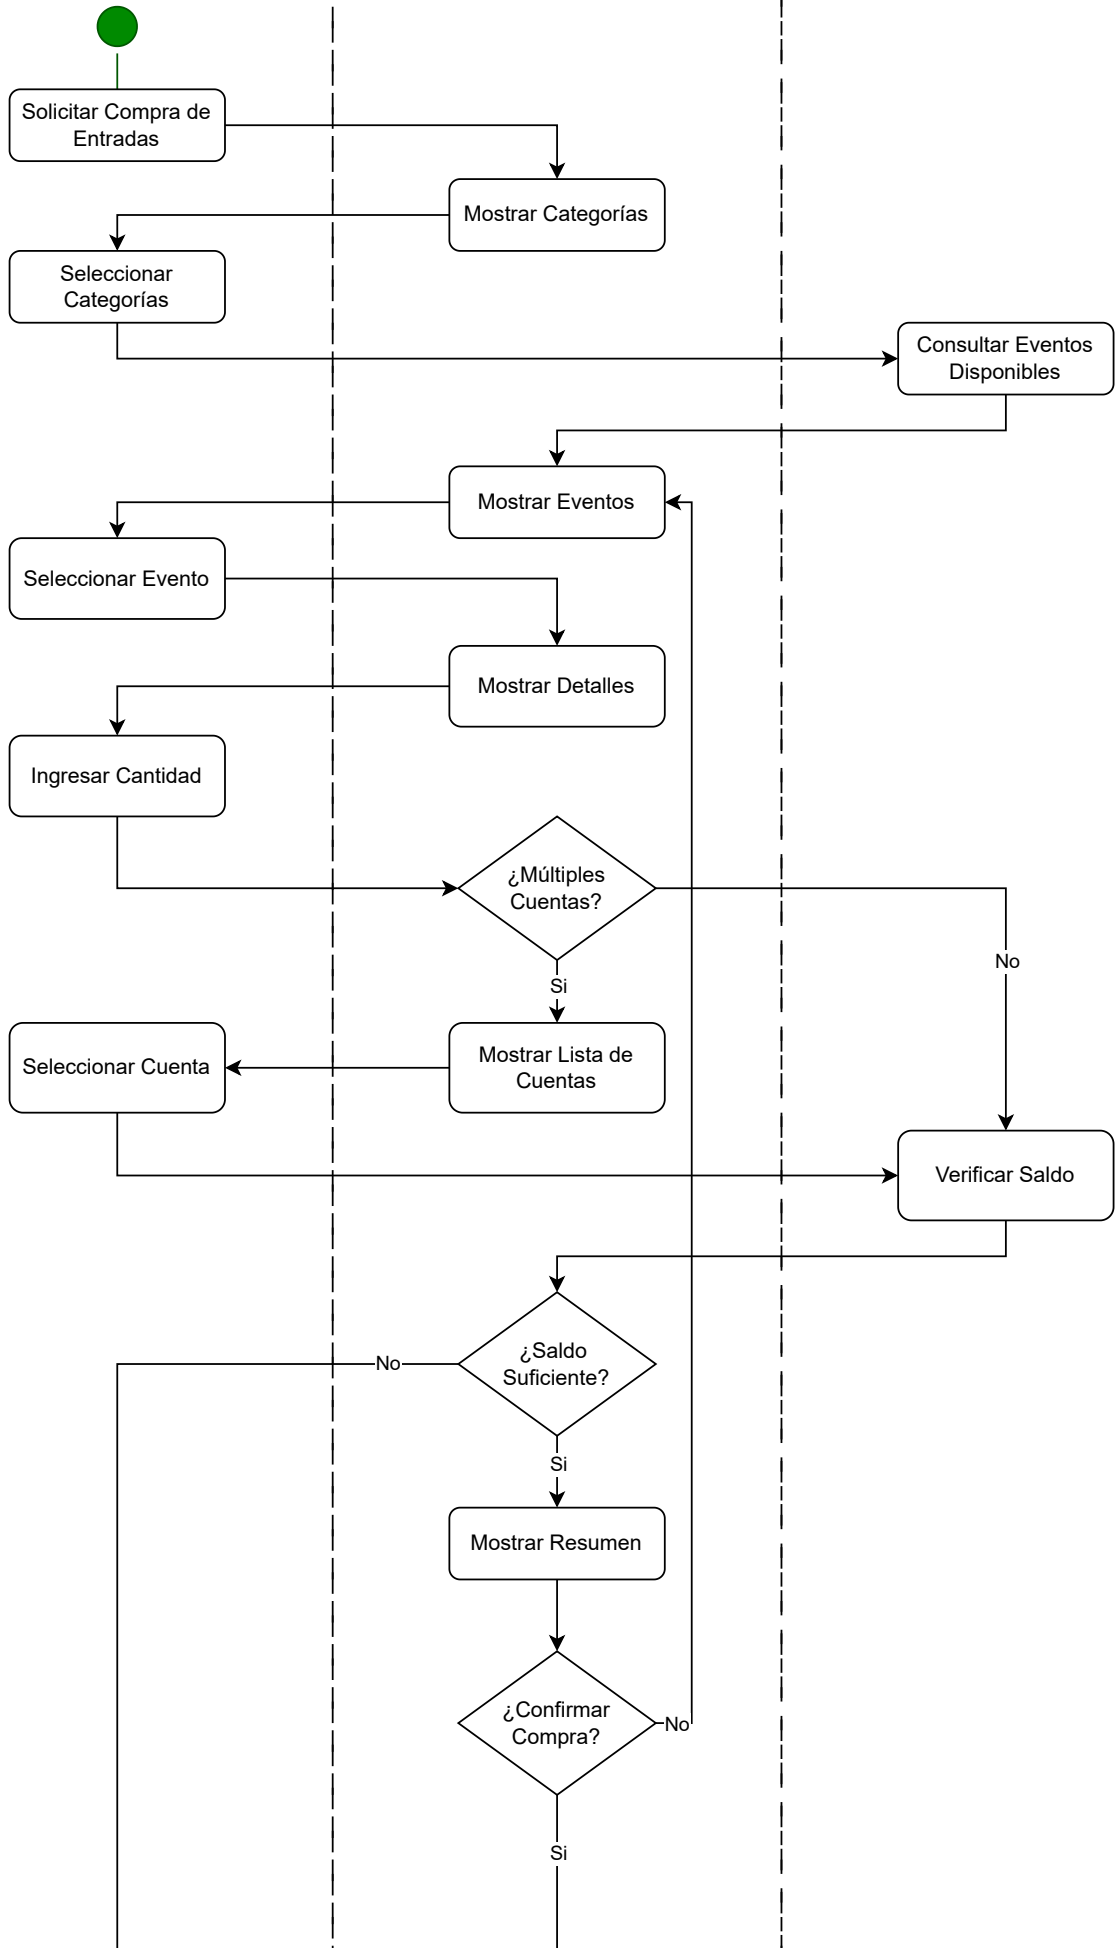 Solicitar Compra de
Entradas
Mostrar Categorías
Seleccionar
Categorías
Consultar Eventos
Disponibles
Mostrar Eventos
Seleccionar Evento
Mostrar Detalles
Ingresar Cantidad
¿Múltiples
Cuentas?
No
Si
Mostrar Lista de
Cuentas
Seleccionar Cuenta
Verificar Saldo
¿Saldo
Suficiente?
No
Si
Mostrar Resumen
¿Confirmar
Compra?
No
Si